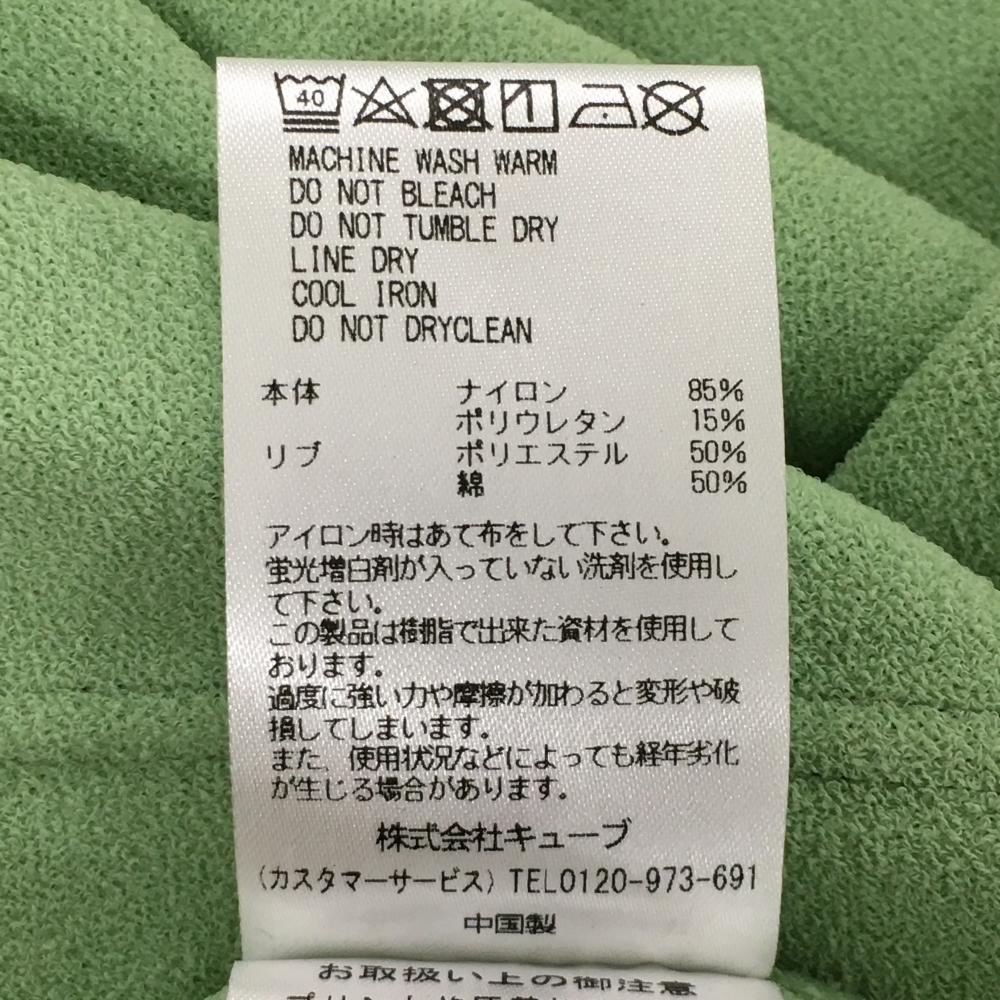 40
MACHINE WASH WARM
DO NOT BLEACH
DO NOT TUMBLE DRY
LINE DRY
COOL IRON
DO NOT DRYCLEAN
本体 ナイロン 85%
ポリウレタン 15%
リブ ポリエステル 50%
綿 50%
アイロン時はあて布をして下さい。
蛍光増白剤が入っていない洗剤を使用し
て下さい。
この製品は樹脂で出来た資材を使用して
おります。
過度に強い力や摩擦が加わると変形や破
損してしまいます。
また、使用状況などによっても経年劣化
が生じる場合があります。
株式会社キューブ
(カスタマーサービス) TEL0120-973-691
中国製
お取扱い上の御注意